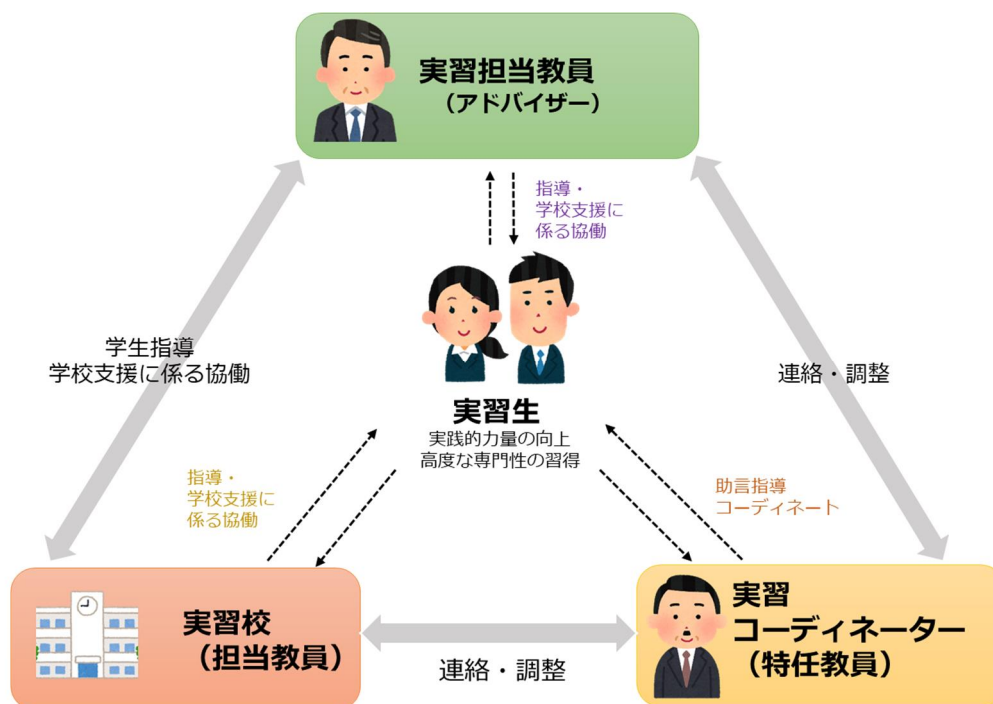 実習担当教員
（アドバイザー）
指導・
学校支援に
係る協働
学生指導
学校支援に係る協働
連絡・調整
実習生
実践的力量の向上
高度な専門性の習得
指導・
学校支援に
係る協働
助言指導
コーディネート
実習校
（担当教員）
連絡・調整
実習
コーディネーター
（特任教員）